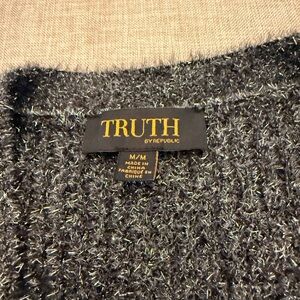 TRUTH
BY REPUBLIC
M/M
MADE IN
CHINA
FABRIQUÉ EN
CHINE